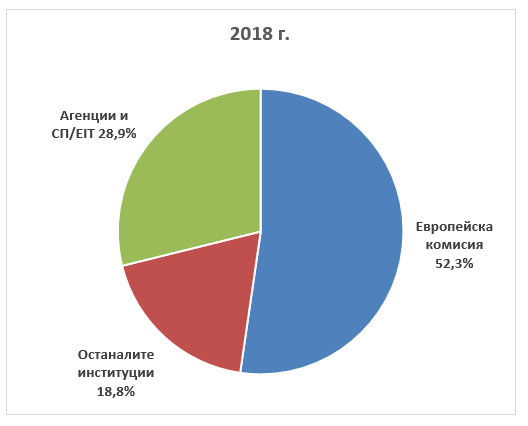 2018 г.
Агенции и
СП/EIT 28,9%
Европейска
комисия
52,3%
Останалите
институции
18,8%